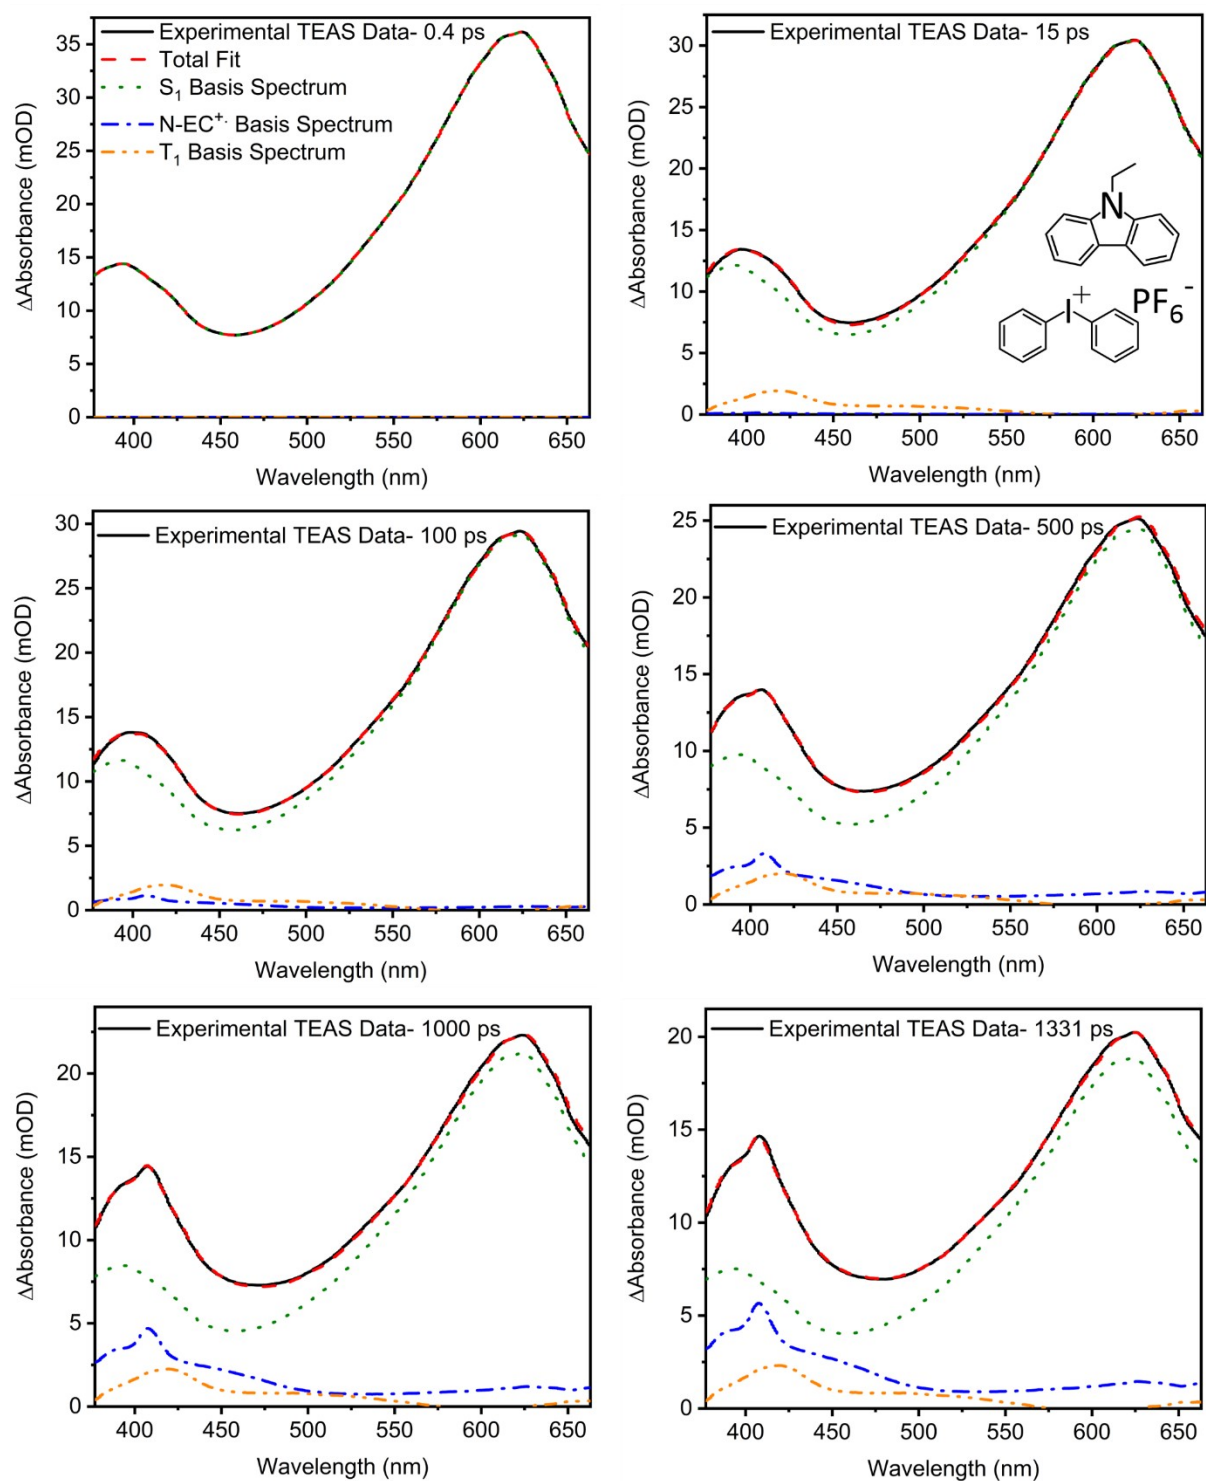 Experimental TEAS Data- 0.4 ps
Total Fit
S₁ Basis Spectrum
N-EC⁺· Basis Spectrum
T₁ Basis Spectrum
35
30
25
20
15
10
5
0
ΔAbsorbance (mOD)
400 450 500 550 600 650
Wavelength (nm)
Experimental TEAS Data- 15 ps
30
25
20
15
10
5
0
ΔAbsorbance (mOD)
N
I⁺
PF₆⁻
400 450 500 550 600 650
Wavelength (nm)
Experimental TEAS Data- 100 ps
30
25
20
15
10
5
0
ΔAbsorbance (mOD)
400 450 500 550 600 650
Wavelength (nm)
Experimental TEAS Data- 500 ps
25
20
15
10
5
0
ΔAbsorbance (mOD)
400 450 500 550 600 650
Wavelength (nm)
Experimental TEAS Data- 1000 ps
20
15
10
5
0
ΔAbsorbance (mOD)
400 450 500 550 600 650
Wavelength (nm)
Experimental TEAS Data- 1331 ps
20
15
10
5
0
ΔAbsorbance (mOD)
400 450 500 550 600 650
Wavelength (nm)